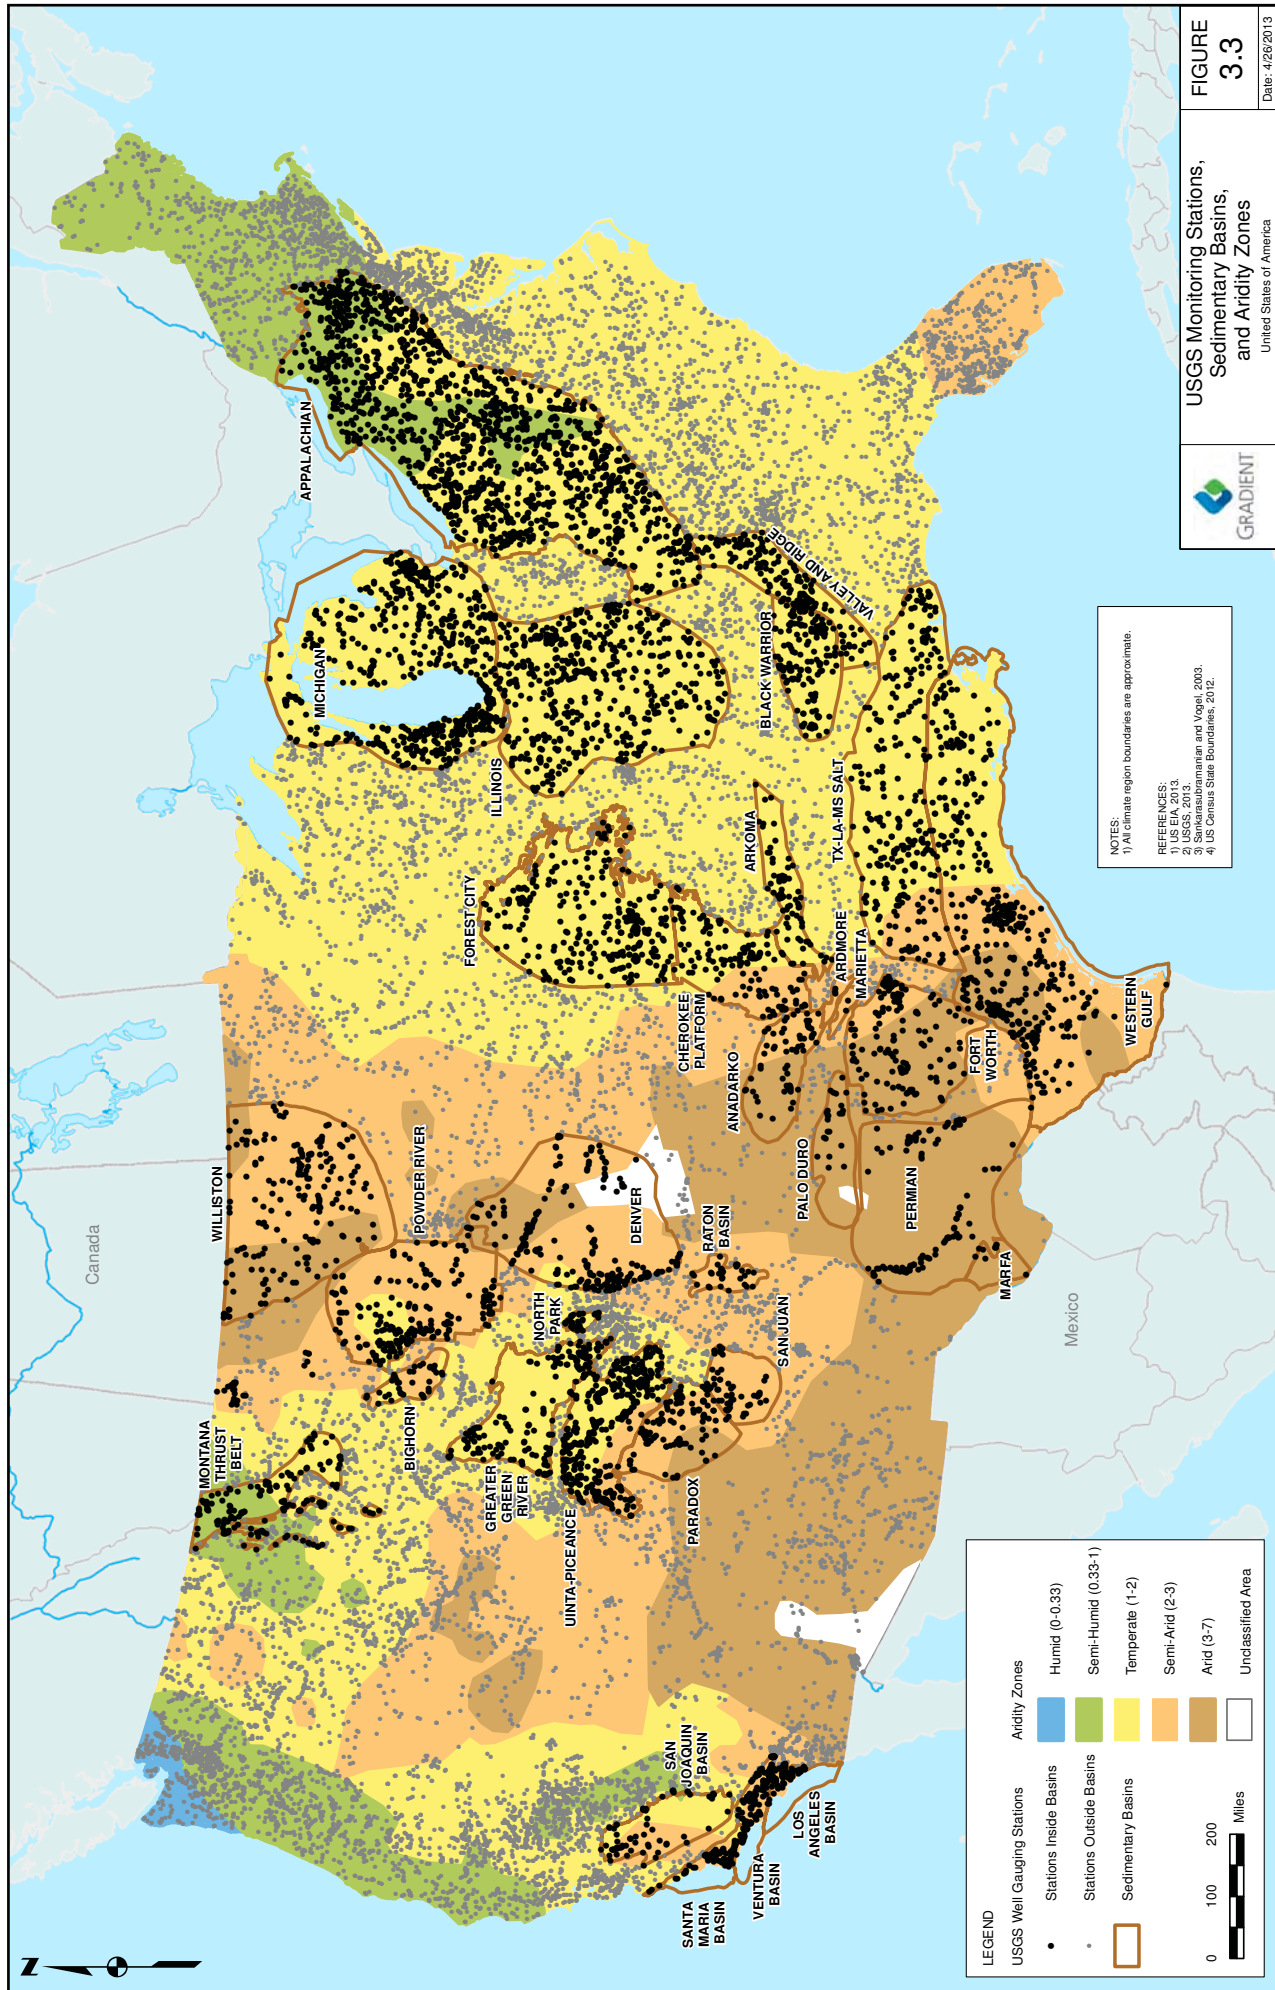 Canada
Mexico
MONTANA
THRUST
BELT
WILLISTON
BIGHORN
POWDER RIVER
GREATER
GREEN
RIVER
NORTH
PARK
UINTA-PICEANCE
DENVER
PARADOX
RATON
BASIN
SAN JUAN
SAN
JOAQUIN
BASIN
SANTA
MARIA
BASIN
VENTURA
BASIN
LOS
ANGELES
BASIN
FOREST CITY
CHEROKEE
PLATFORM
ANADARKO
PALO DURO
PERMIAN
MARFA
FORT
WORTH
ARDMORE
MARIETTA
ARKOMA
TX-LA-MS SALT
WESTERN
GULF
MICHIGAN
ILLINOIS
APPALACHIAN
BLACK WARRIOR
VALLEY AND RIDGE
N
LEGEND
USGS Well Gauging Stations
Stations Inside Basins
Stations Outside Basins
Sedimentary Basins
Aridity Zones
Humid (0-0.33)
Semi-Humid (0.33-1)
Temperate (1-2)
Semi-Arid (2-3)
Arid (3-7)
Unclassified Area
0 100 200
Miles
NOTES:
1) All climate region boundaries are approximate.
REFERENCES:
1) US EIA, 2013.
2) USGS, 2013.
3) Sankarasubramanian and Vogel, 2003.
4) US Census State Boundaries, 2012.
GRADIENT
USGS Monitoring Stations,
Sedimentary Basins,
and Aridity Zones
United States of America
FIGURE
3.3
Date: 4/26/2013